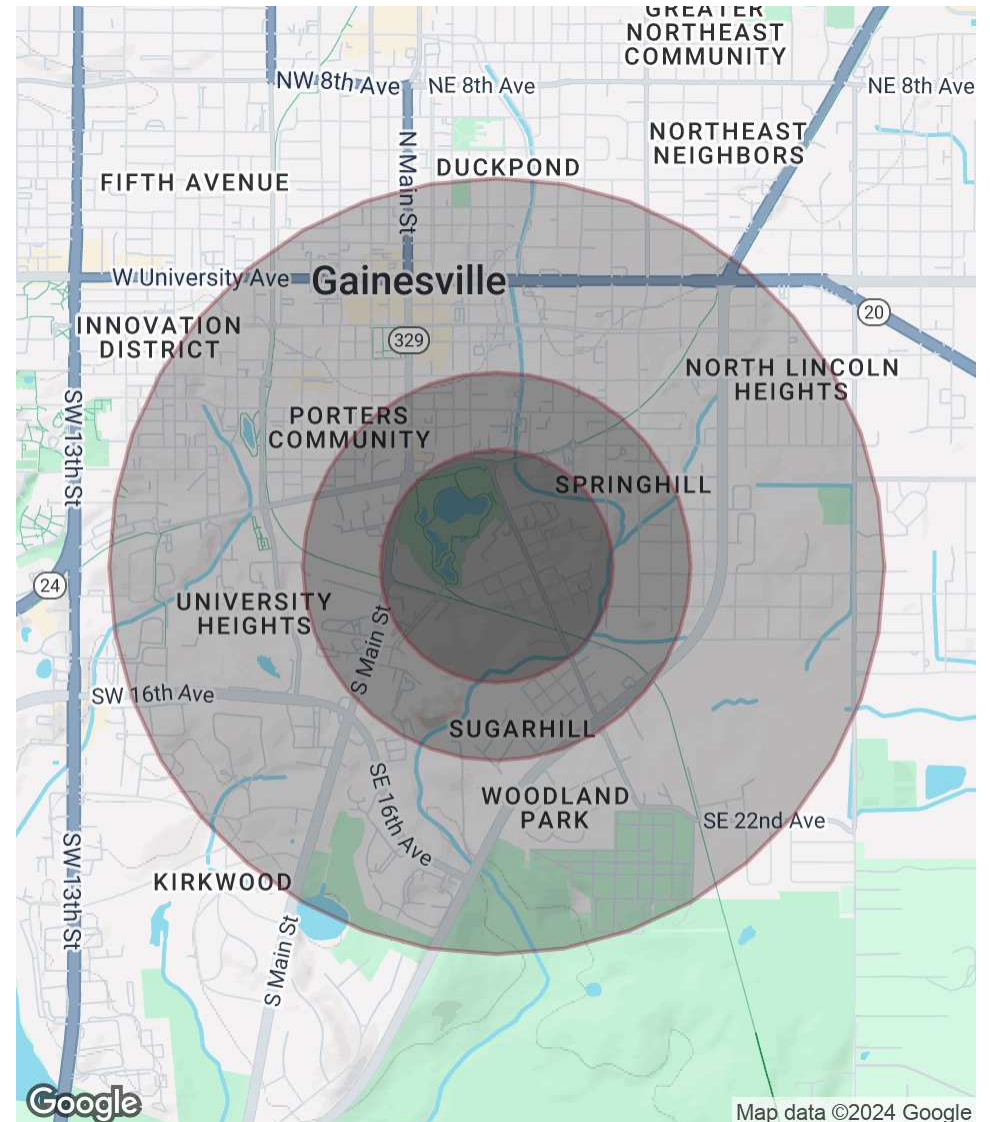 GREATER
NORTHEAST
COMMUNITY
NW 8th Ave
NE 8th Ave
NE 8th Ave
N Main St
NORTHEAST
NEIGHBORS
DUCKPOND
FIFTH AVENUE
W University Ave
Gainesville
20
INNOVATION
DISTRICT
329
NORTH LINCOLN
HEIGHTS
SW 13th St
PORTERS
COMMUNITY
SPRINGHILL
24
UNIVERSITY
HEIGHTS
S Main St
SW 16th Ave
SUGARHILL
SE 16th Ave
WOODLAND
PARK
SE 22nd Ave
SW 13th St
KIRKWOOD
S Main St
Google
Map data ©2024 Google